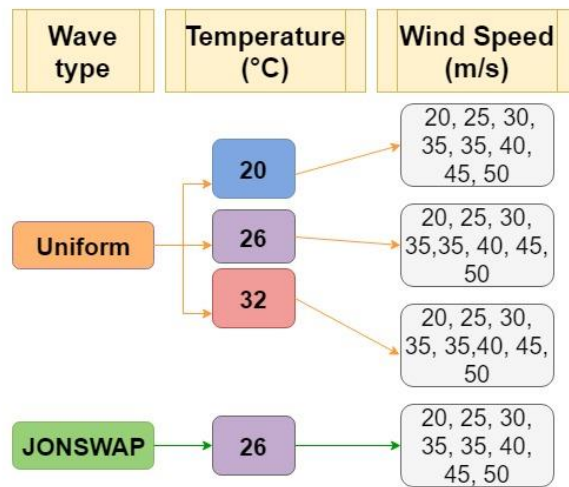 Wave
type
Temperature
(°C)
Wind Speed
(m/s)
Uniform
20
20, 25, 30,
35, 35, 40,
45, 50
26
20, 25, 30,
35,35, 40, 45,
50
32
20, 25, 30,
35, 35,40, 45,
50
JONSWAP
26
20, 25, 30,
35, 35, 40,
45, 50